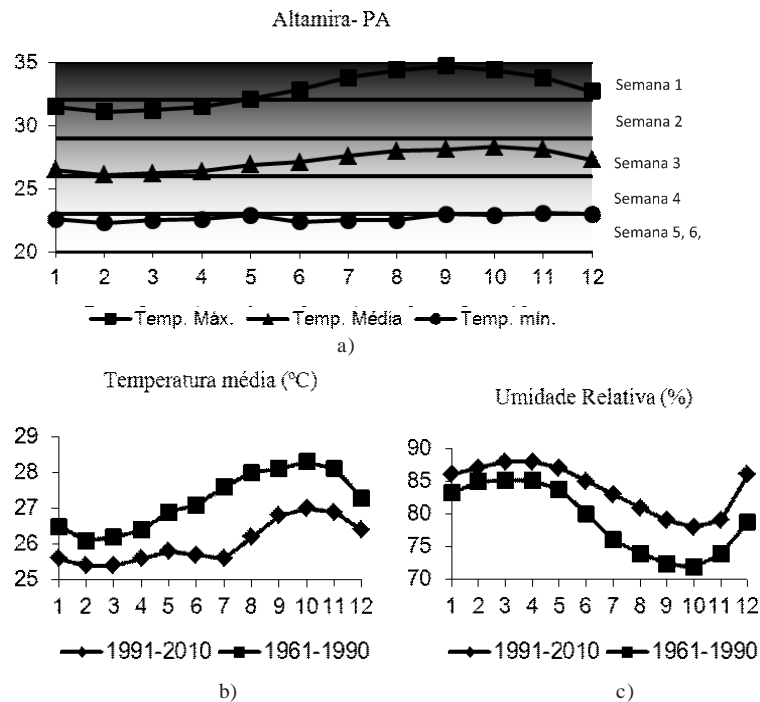 Altamira- PA
35
30
25
20
1 2 3 4 5 6 7 8 9 10 11 12
Semana 1
Semana 2
Semana 3
Semana 4
Semana 5, 6,
Temp. Máx. Temp. Média Temp. mín.
a)
Temperatura média (ºC)
29
28
27
26
25
1 2 3 4 5 6 7 8 9 10 11 12
1991-2010 1961-1990
b)
Umidade Relativa (%)
90
85
80
75
70
1 2 3 4 5 6 7 8 9 10 11 12
1991-2010 1961-1990
c)